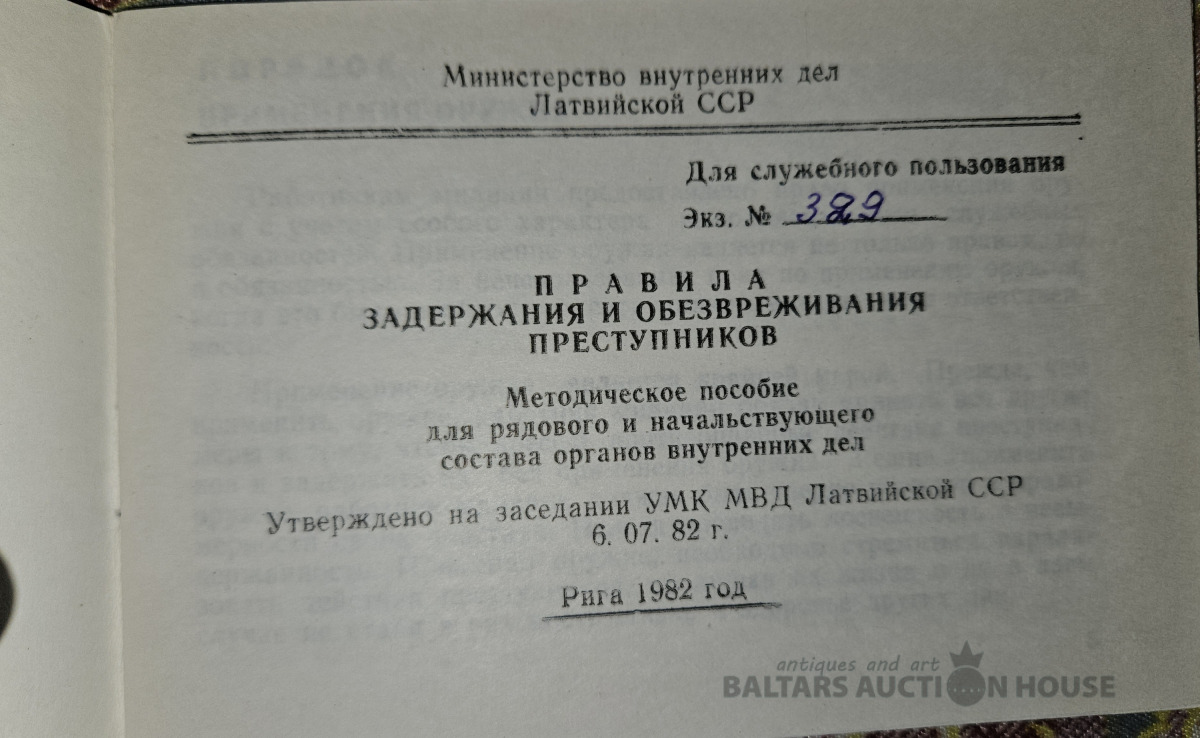 Министерство внутренних дел
Латвийской ССР
Для служебного пользования
Экз. № 329
ПРАВИЛА
ЗАДЕРЖАНИЯ И ОБЕЗВРЕЖИВАНИЯ
ПРЕСТУПНИКОВ
Методическое пособие
для рядового и начальствующего
состава органов внутренних дел
Утверждено на заседании УМК МВД Латвийской ССР
6. 07. 82 г.
Рига 1982 год
antiques and art
BALTARS AUCTION HOUSE